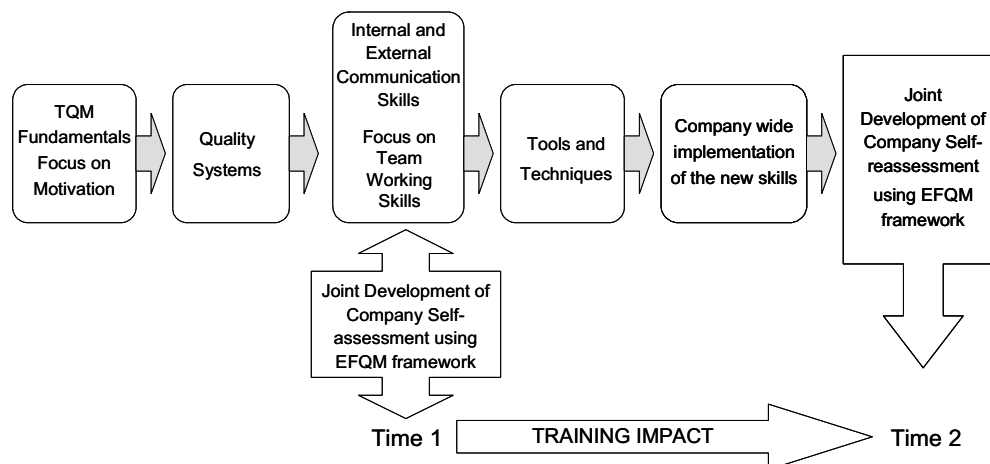 TQM
Fundamentals
Focus on
Motivation
Quality
Systems
Internal and
External
Communication
Skills
Focus on
Team
Working
Skills
Tools and
Techniques
Company wide
implementation
of the new skills
Joint
Development of
Company Self-
reassessment
using EFQM
framework
Joint Development of
Company Self-
assessment using
EFQM framework
Time 1
TRAINING IMPACT
Time 2